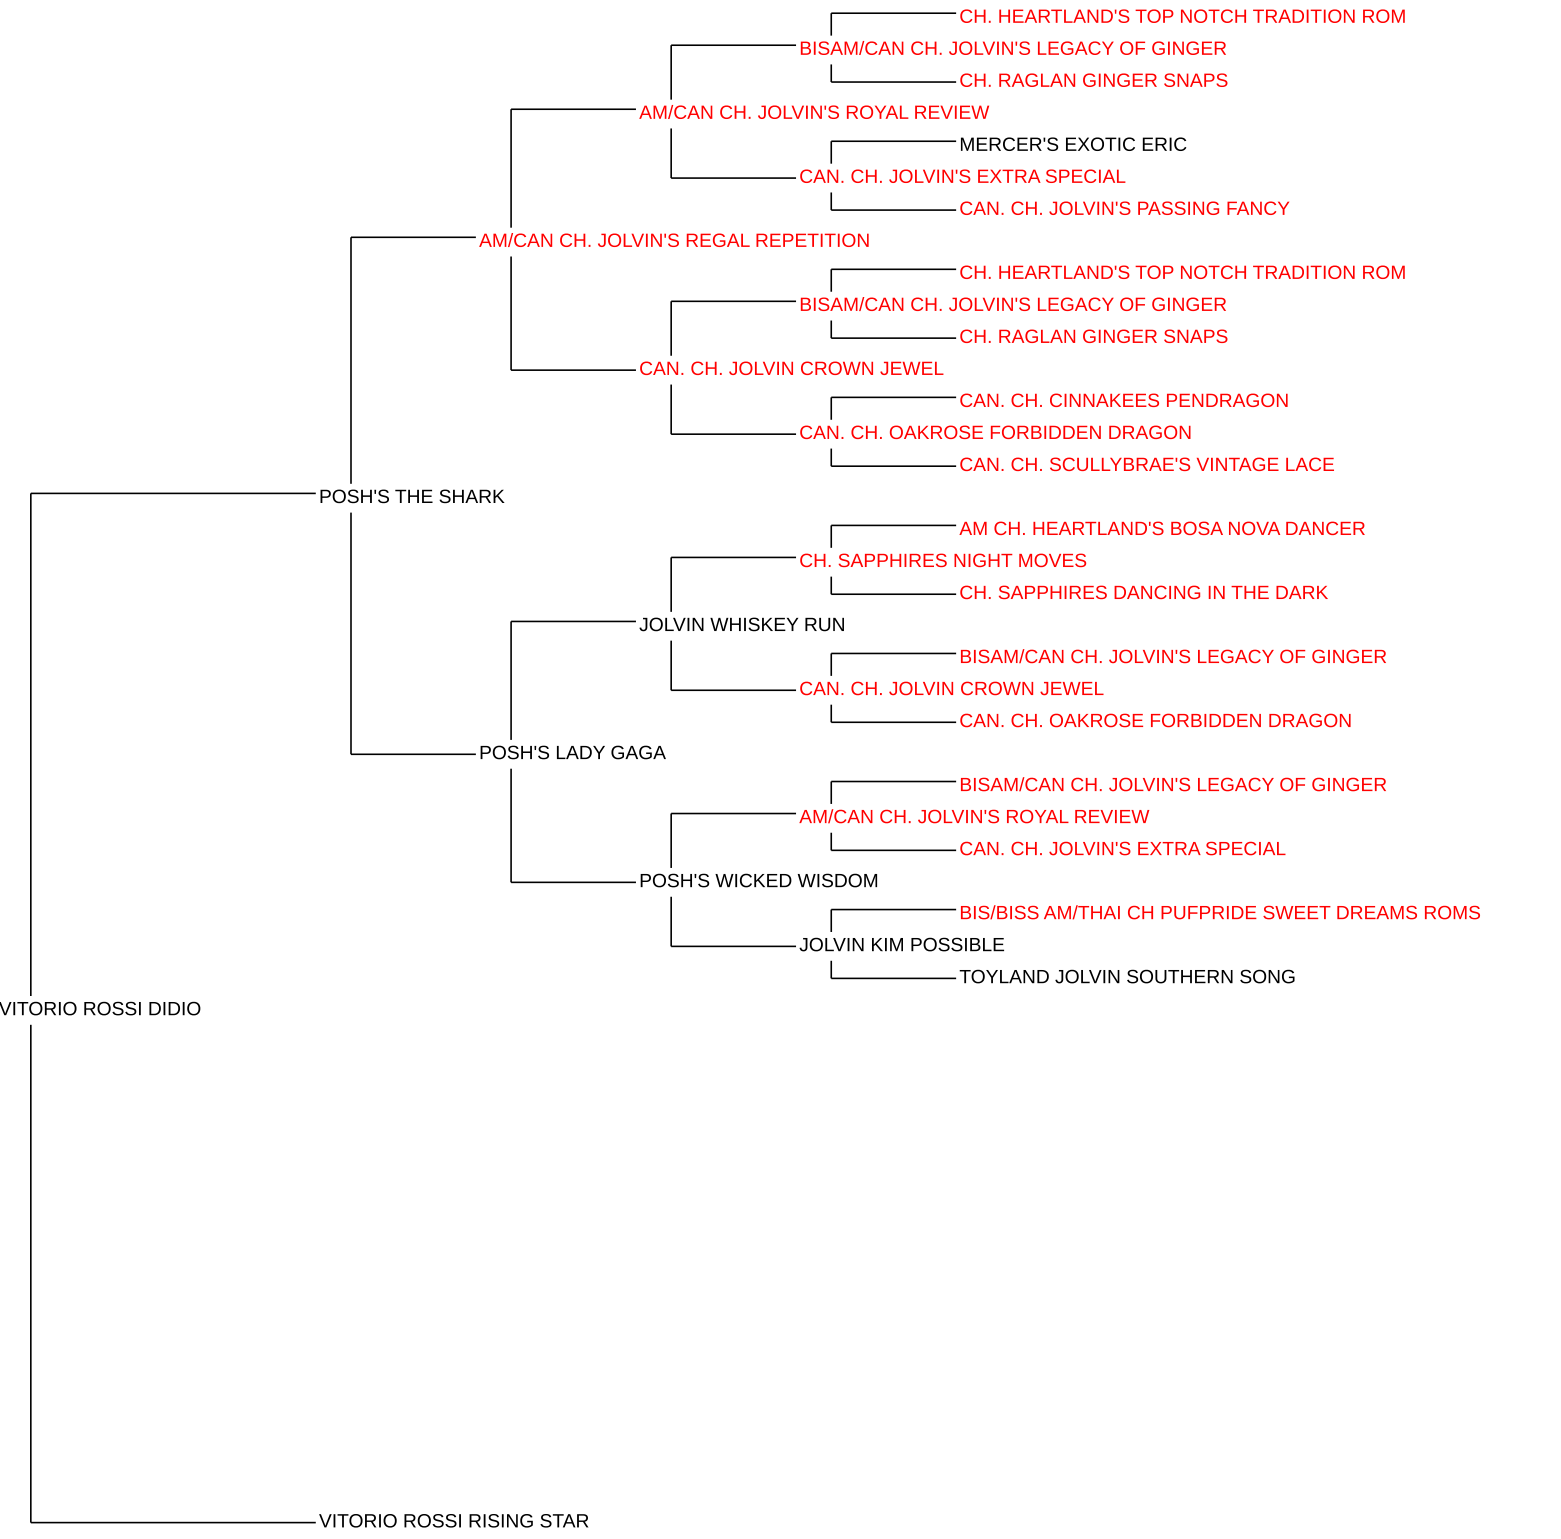 CH. HEARTLAND'S TOP NOTCH TRADITION ROM
BISAM/CAN CH. JOLVIN'S LEGACY OF GINGER
CH. RAGLAN GINGER SNAPS
AM/CAN CH. JOLVIN'S ROYAL REVIEW
MERCER'S EXOTIC ERIC
CAN. CH. JOLVIN'S EXTRA SPECIAL
CAN. CH. JOLVIN'S PASSING FANCY
AM/CAN CH. JOLVIN'S REGAL REPETITION
CH. HEARTLAND'S TOP NOTCH TRADITION ROM
BISAM/CAN CH. JOLVIN'S LEGACY OF GINGER
CH. RAGLAN GINGER SNAPS
CAN. CH. JOLVIN CROWN JEWEL
CAN. CH. CINNAKEES PENDRAGON
CAN. CH. OAKROSE FORBIDDEN DRAGON
CAN. CH. SCULLYBRAE'S VINTAGE LACE
POSH'S THE SHARK
AM CH. HEARTLAND'S BOSA NOVA DANCER
CH. SAPPHIRES NIGHT MOVES
CH. SAPPHIRES DANCING IN THE DARK
JOLVIN WHISKEY RUN
BISAM/CAN CH. JOLVIN'S LEGACY OF GINGER
CAN. CH. JOLVIN CROWN JEWEL
CAN. CH. OAKROSE FORBIDDEN DRAGON
POSH'S LADY GAGA
BISAM/CAN CH. JOLVIN'S LEGACY OF GINGER
AM/CAN CH. JOLVIN'S ROYAL REVIEW
CAN. CH. JOLVIN'S EXTRA SPECIAL
POSH'S WICKED WISDOM
BIS/BISS AM/THAI CH PUFPRIDE SWEET DREAMS ROMS
JOLVIN KIM POSSIBLE
TOYLAND JOLVIN SOUTHERN SONG
VITORIO ROSSI DIDIO
VITORIO ROSSI RISING STAR